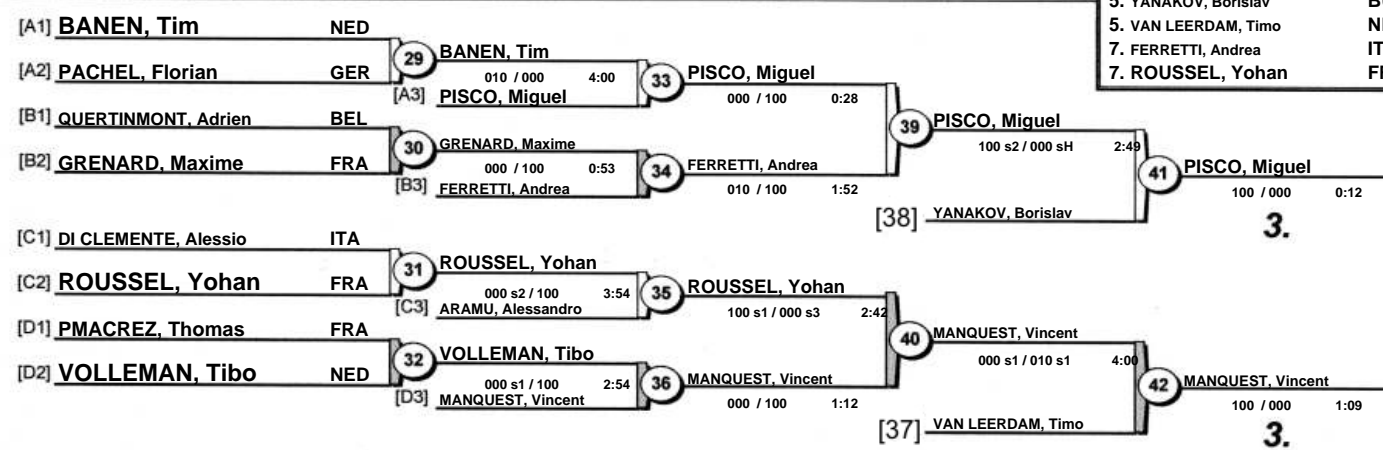 5. YANAKOV, Borislav
5. VAN LEERDAM, Timo
7. FERRETTI, Andrea
7. ROUSSEL, Yohan
[A1] BANEN, Tim NED
[A2] PACHEL, Florian GER
[B1] QUERTINMONT, Adrien BEL
[B2] GRENARD, Maxime FRA
[C1] DI CLEMENTE, Alessio ITA
[C2] ROUSSEL, Yohan FRA
[D1] PMACREZ, Thomas FRA
[D2] VOLLEMAN, Tibo NED
29 BANEN, Tim
010 / 000 4:00
[A3] PISCO, Miguel
30 GRENARD, Maxime
000 / 100 0:53
[B3] FERRETTI, Andrea
31 ROUSSEL, Yohan
000 s2 / 100 3:54
[C3] ARAMU, Alessandro
32 VOLLEMAN, Tibo
000 s1 / 100 2:54
[D3] MANQUEST, Vincent
33 PISCO, Miguel
000 / 100 0:28
34 FERRETTI, Andrea
010 / 100 1:52
35 ROUSSEL, Yohan
100 s1 / 000 s3 2:42
36 MANQUEST, Vincent
000 / 100 1:12
39 PISCO, Miguel
100 s2 / 000 sH 2:49
[38] YANAKOV, Borislav
40 MANQUEST, Vincent
000 s1 / 010 s1 4:00
[37] VAN LEERDAM, Timo
41 PISCO, Miguel
100 / 000 0:12
3.
42 MANQUEST, Vincent
100 / 000 1:09
3.